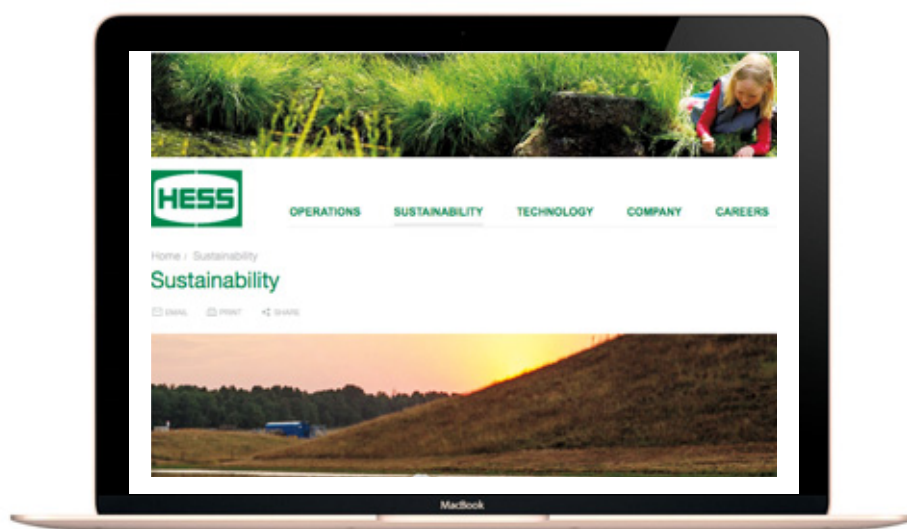 HESS
OPERATIONS SUSTAINABILITY TECHNOLOGY COMPANY CAREERS
Home / Sustainability
Sustainability
EMAIL PRINT SHARE
MacBook